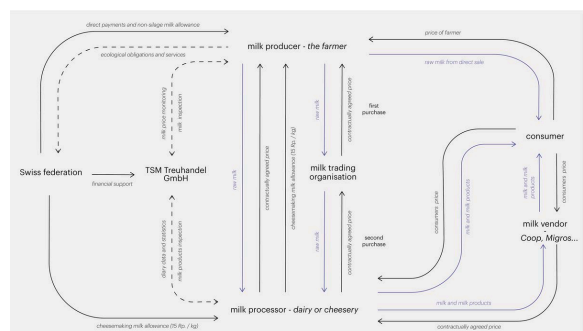 direct payments and non silage milk allowance
price of farmer
milk producer - the farmer
ecological obligations and services
raw milk from direct sale
milk price monitoring
milk inspection
raw milk
contractually agreed price
cheesemaking milk allowance (15 Rp. / kg)
raw milk
contractually agreed price
first
purchase
consumer
Swiss federation
financial support
TSM Treuhandel
GmbH
milk trading
organisation
consumers price
milk and milk products
milk and milk
products
consumers price
milk vendor
-
Coop, Migros...
diary data and statistics
milk products inspection
raw milk
contractually agreed price
second
purchase
milk processor - dairy or cheesery
milk and milk products
cheesemaking milk allowance (15 Rp. / kg)
contractually agreed price